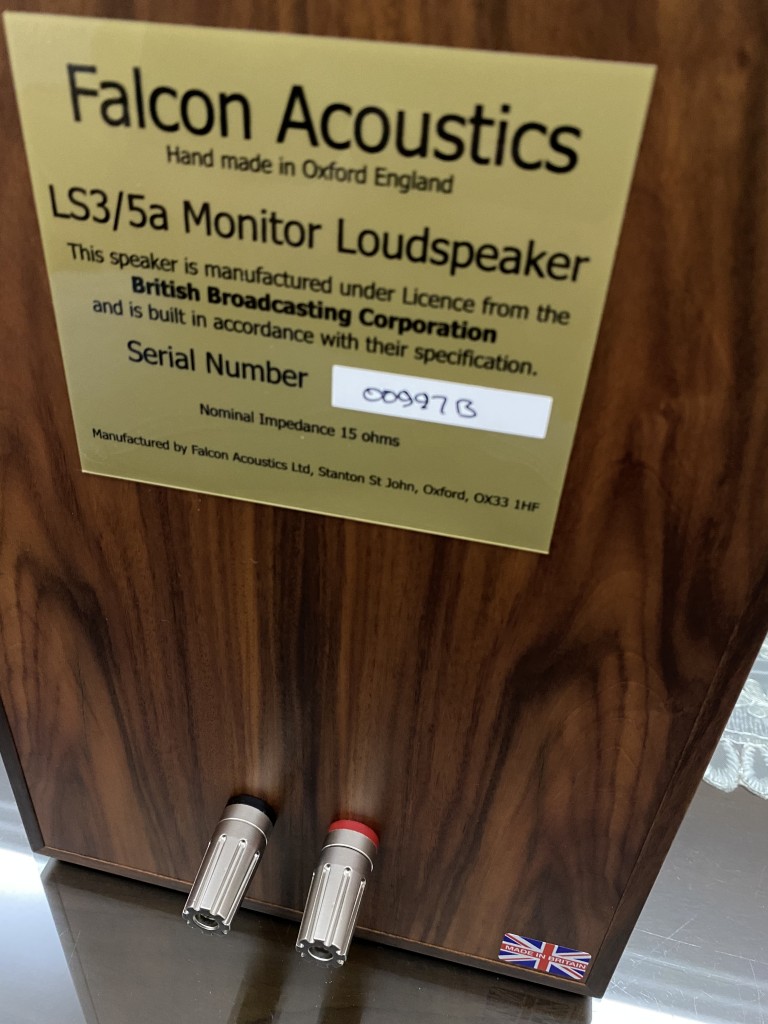 Falcon Acoustics
Hand made in Oxford England
LS3/5a Monitor Loudspeaker
This speaker is manufactured under Licence from the
British Broadcasting Corporation
and is built in accordance with their specification.
Serial Number 00997B
Nominal Impedance 15 ohms
Manufactured by Falcon Acoustics Ltd, Stanton St John, Oxford, OX33 1HF
MADE IN BRITAIN